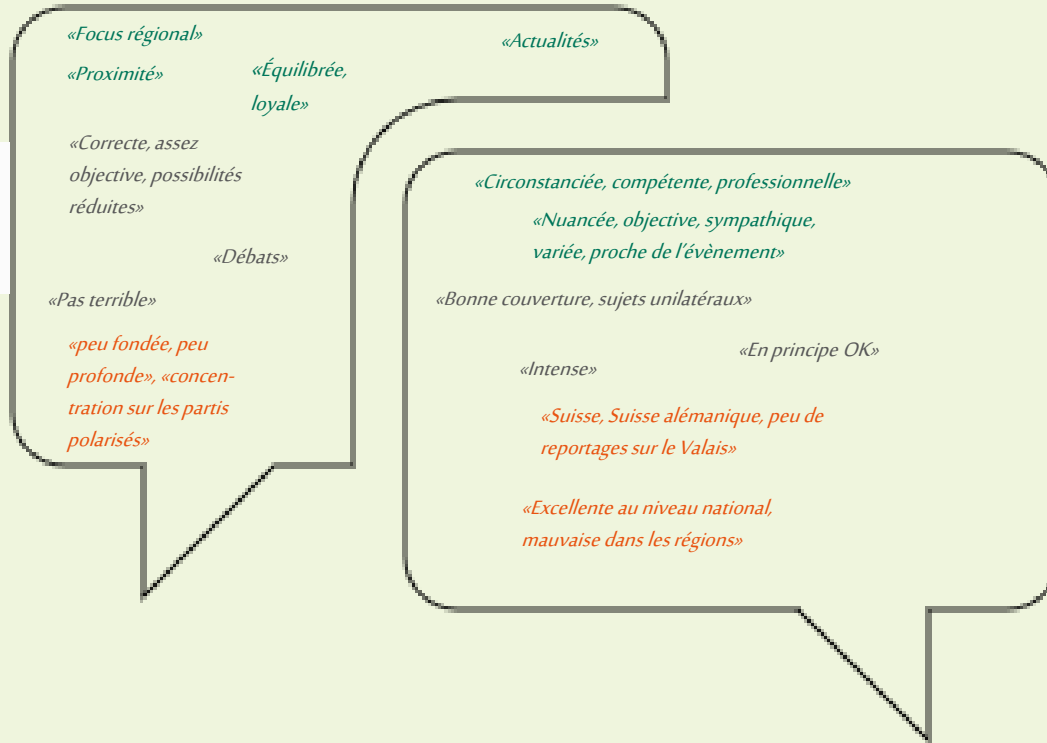 «Focus régional»
«Actualités»
«Proximité»
«Équilibrée,
loyale»
«Correcte, assez
objective, possibilités
réduites»
«Débats»
«Pas terrible»
«peu fondée, peu
profonde», «concen-
tration sur les partis
polarisés»
«Circonstanciée, compétente, professionnelle»
«Nuancée, objective, sympathique,
variée, proche de l’évènement»
«Bonne couverture, sujets unilatéraux»
«En principe OK»
«Intense»
«Suisse, Suisse alémanique, peu de
reportages sur le Valais»
«Excellente au niveau national,
mauvaise dans les régions»